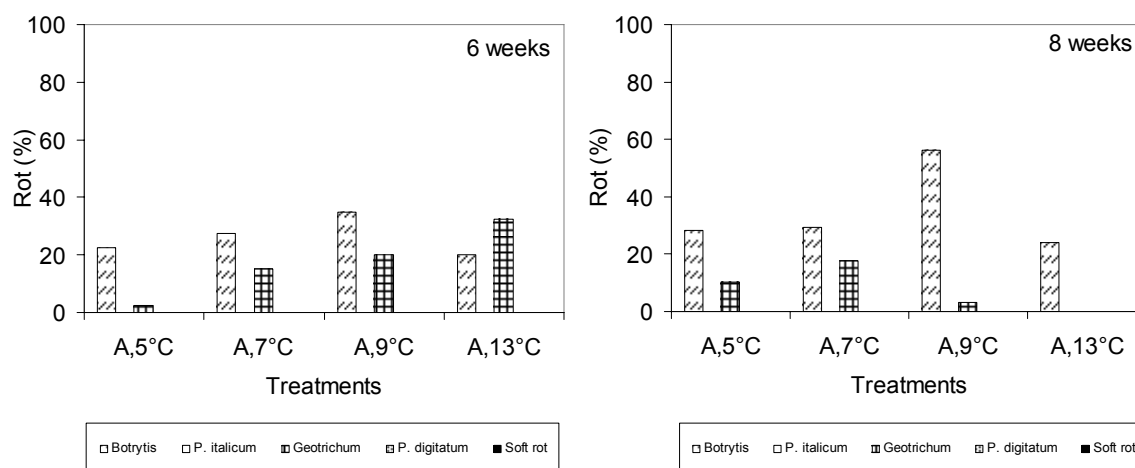 100
80
60
40
20
0
Rot (%)
6 weeks
A,5°C A,7°C A,9°C A,13°C
Treatments
Botrytis P. italicum Geotrichum P. digitatum Soft rot
100
80
60
40
20
0
Rot (%)
8 weeks
A,5°C A,7°C A,9°C A,13°C
Treatments
Botrytis P. italicum Geotrichum P. digitatum Soft rot